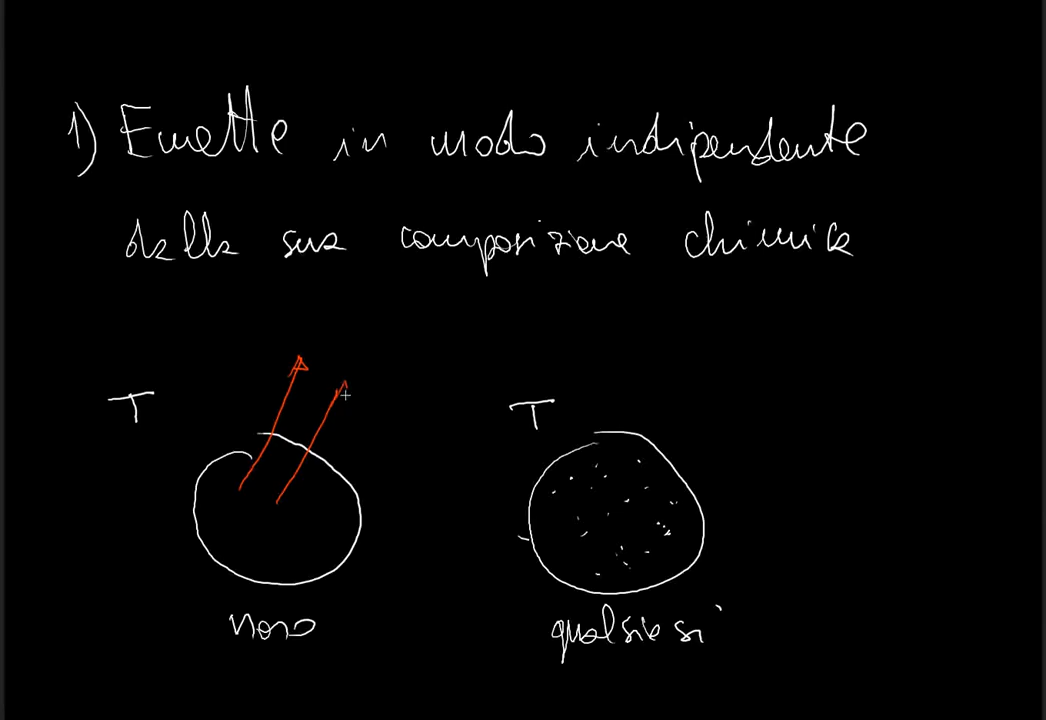 1) Emette in modo indipendente
dalla sua composizione chimica
T T
nero qualsiasi